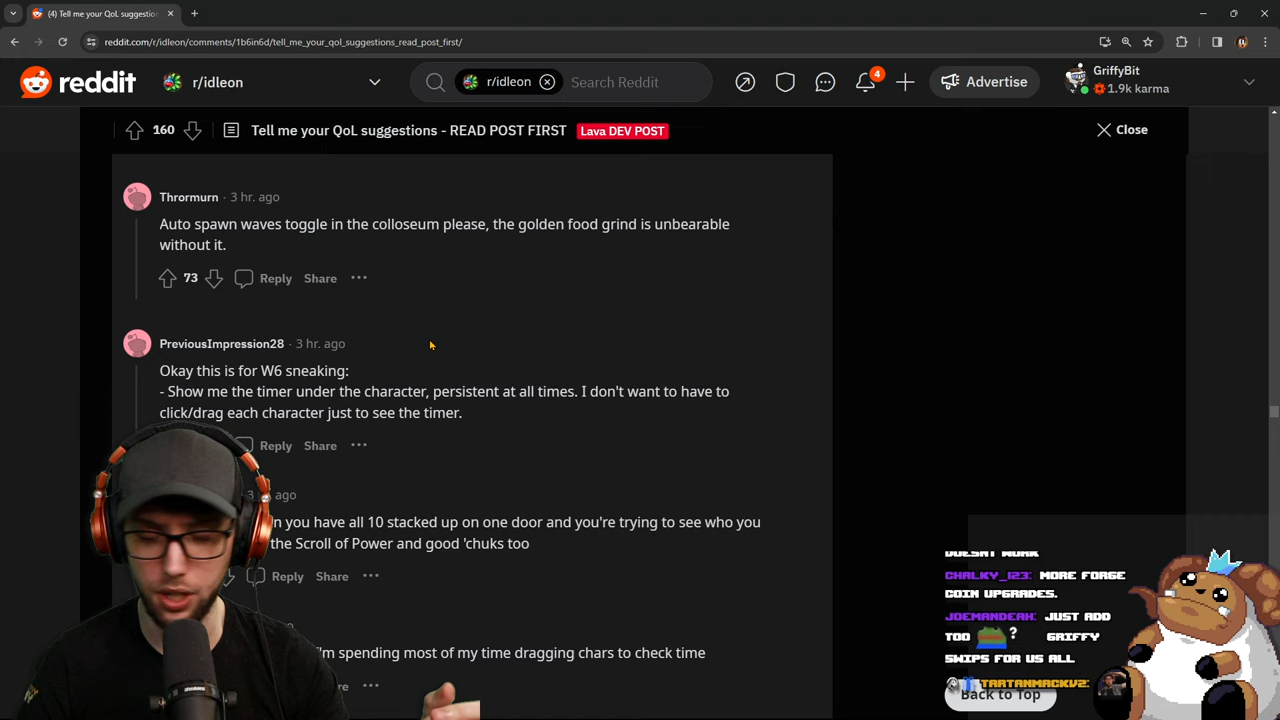 (4) Tell me your QoL suggestion
reddit.com/r/idleon/comments/1b6in6d/tell_me_your_qol_suggestions_read_post_first/
reddit
r/idleon
r/idleon
Search Reddit
4
Advertise
GriffyBit
1.9k karma
160
Tell me your QoL suggestions - READ POST FIRST
Lava DEV POST
Close
Thrormurn · 3 hr. ago
Auto spawn waves toggle in the colloseum please, the golden food grind is unbearable
without it.
73
Reply
Share
PreviousImpression28 · 3 hr. ago
Okay this is for W6 sneaking:
- Show me the timer under the character, persistent at all times. I don't want to have to
click/drag each character just to see the timer.
Reply
Share
ago
you have all 10 stacked up on one door and you're trying to see who you
the Scroll of Power and good 'chuks too
Reply
Share
I'm spending most of my time dragging chars to check time
DOESNT WORK
CHALKY_123: MORE FORGE
COIN UPGRADES.
JOEMANDEAH: JUST ADD
TOO ? GRIFFY
SWIPS FOR US ALL
TARTANMACKV2:
Back to Top